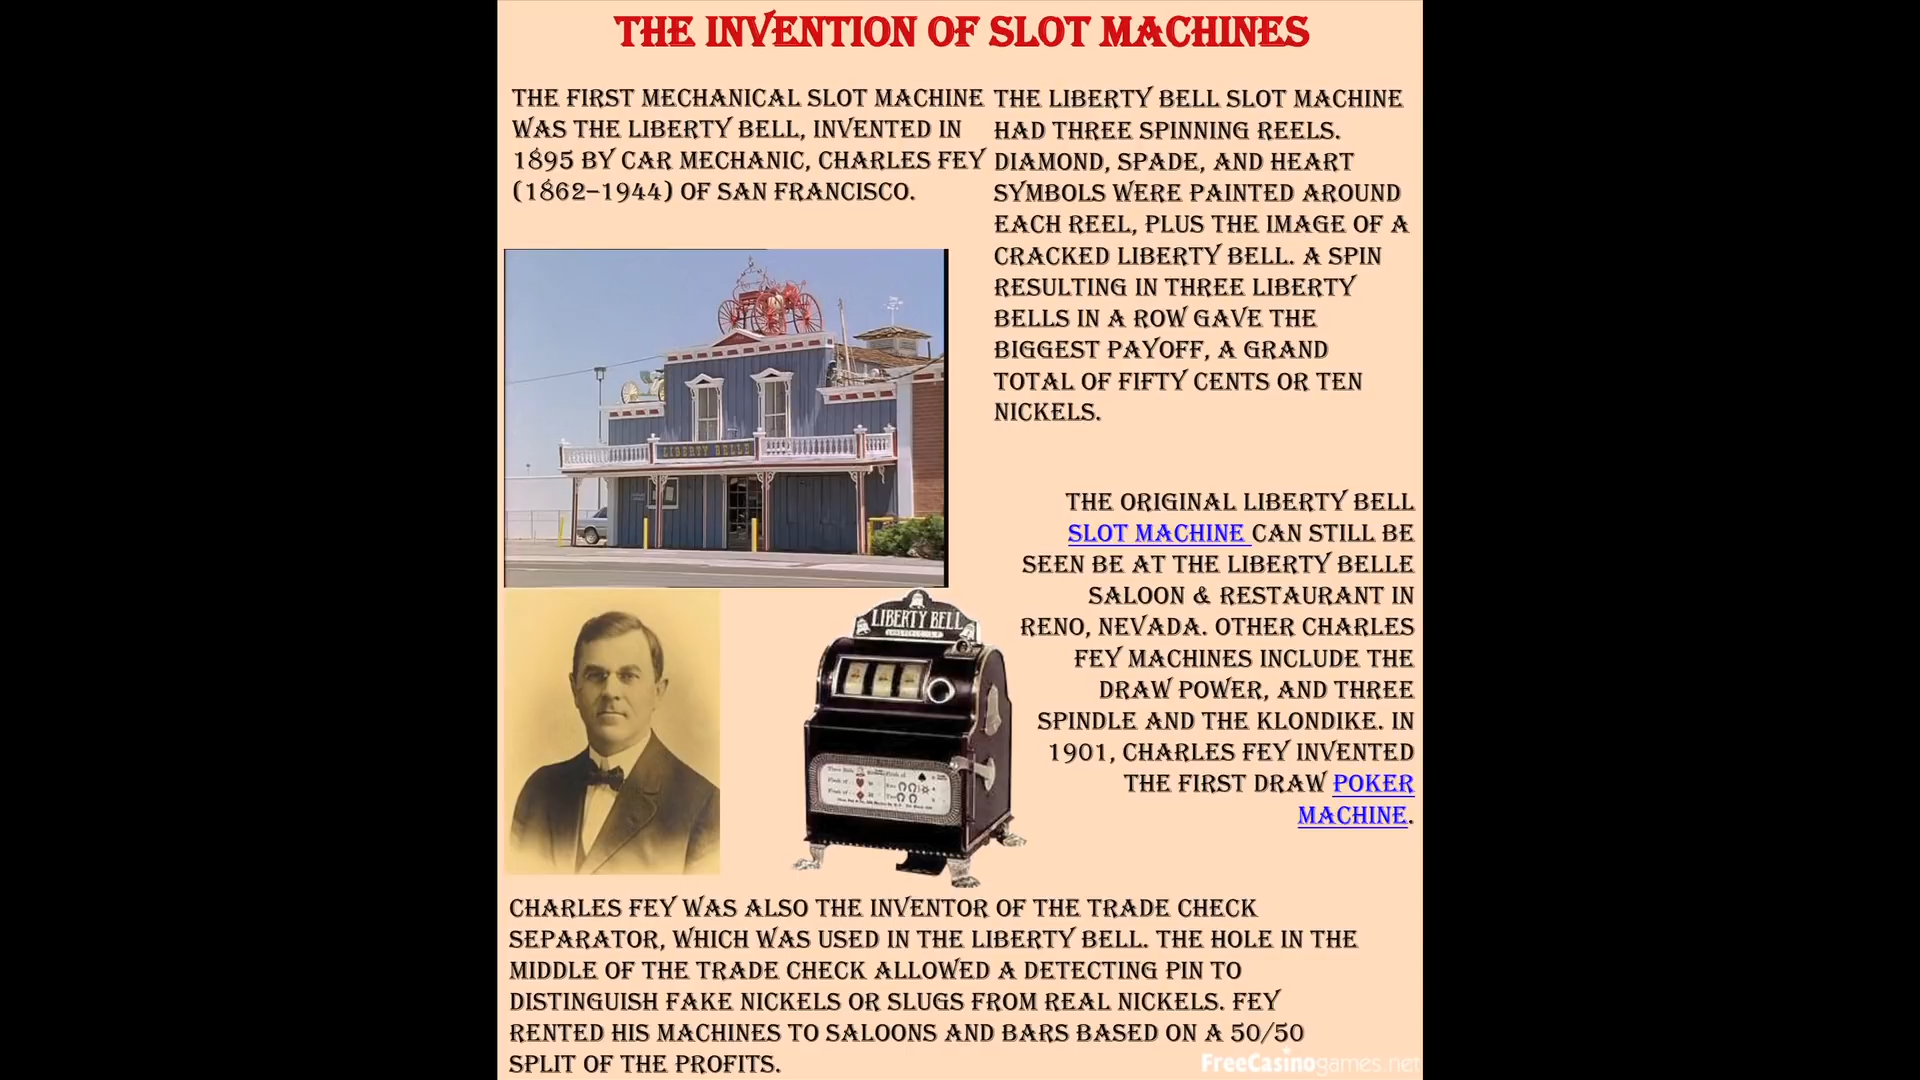 THE INVENTION OF SLOT MACHINES
THE FIRST MECHANICAL SLOT MACHINE
WAS THE LIBERTY BELL, INVENTED IN
1895 BY CAR MECHANIC, CHARLES FEY
(1862–1944) OF SAN FRANCISCO.
THE LIBERTY BELL SLOT MACHINE
HAD THREE SPINNING REELS.
DIAMOND, SPADE, AND HEART
SYMBOLS WERE PAINTED AROUND
EACH REEL, PLUS THE IMAGE OF A
CRACKED LIBERTY BELL. A SPIN
RESULTING IN THREE LIBERTY
BELLS IN A ROW GAVE THE
BIGGEST PAYOFF, A GRAND
TOTAL OF FIFTY CENTS OR TEN
NICKELS.
LIBERTY BELLE
THE ORIGINAL LIBERTY BELL
SLOT MACHINE CAN STILL BE
SEEN BE AT THE LIBERTY BELLE
SALOON & RESTAURANT IN
RENO, NEVADA. OTHER CHARLES
FEY MACHINES INCLUDE THE
DRAW POWER, AND THREE
SPINDLE AND THE KLONDIKE. IN
1901, CHARLES FEY INVENTED
THE FIRST DRAW POKER
MACHINE.
LIBERTY BELL
CHARLES FEY WAS ALSO THE INVENTOR OF THE TRADE CHECK
SEPARATOR, WHICH WAS USED IN THE LIBERTY BELL. THE HOLE IN THE
MIDDLE OF THE TRADE CHECK ALLOWED A DETECTING PIN TO
DISTINGUISH FAKE NICKELS OR SLUGS FROM REAL NICKELS. FEY
RENTED HIS MACHINES TO SALOONS AND BARS BASED ON A 50/50
SPLIT OF THE PROFITS.
FreeCasinogames.net